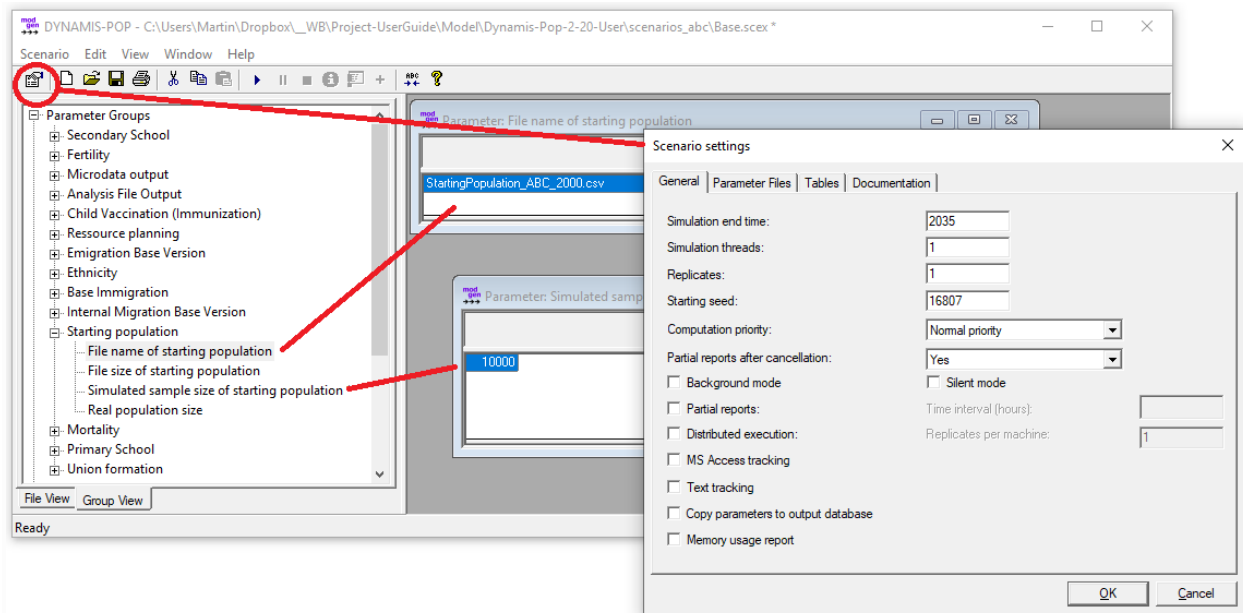 mod gen DYNAMIS-POP - C:\Users\Martin\Dropbox\__WB\Project-UserGuide\Model\Dynamis-Pop-2-20-User\scenarios_abc\Base.scex *
Scenario Edit View Window Help
ABC
Parameter Groups
Secondary School
Fertility
Microdata output
Analysis File Output
Child Vaccination (Immunization)
Ressource planning
Emigration Base Version
Ethnicity
Base Immigration
Internal Migration Base Version
Starting population
File name of starting population
File size of starting population
Simulated sample size of starting population
Real population size
Mortality
Primary School
Union formation
File View Group View
Ready
mod gen Parameter: File name of starting population
StartingPopulation_ABC_2000.csv
mod gen Parameter: Simulated samp
10000
Scenario settings
General Parameter Files Tables Documentation
Simulation end time: 2035
Simulation threads: 1
Replicates: 1
Starting seed: 16807
Computation priority: Normal priority
Partial reports after cancellation: Yes
Background mode Silent mode
Partial reports: Time interval (hours):
Distributed execution: Replicates per machine: 1
MS Access tracking
Text tracking
Copy parameters to output database
Memory usage report
OK Cancel